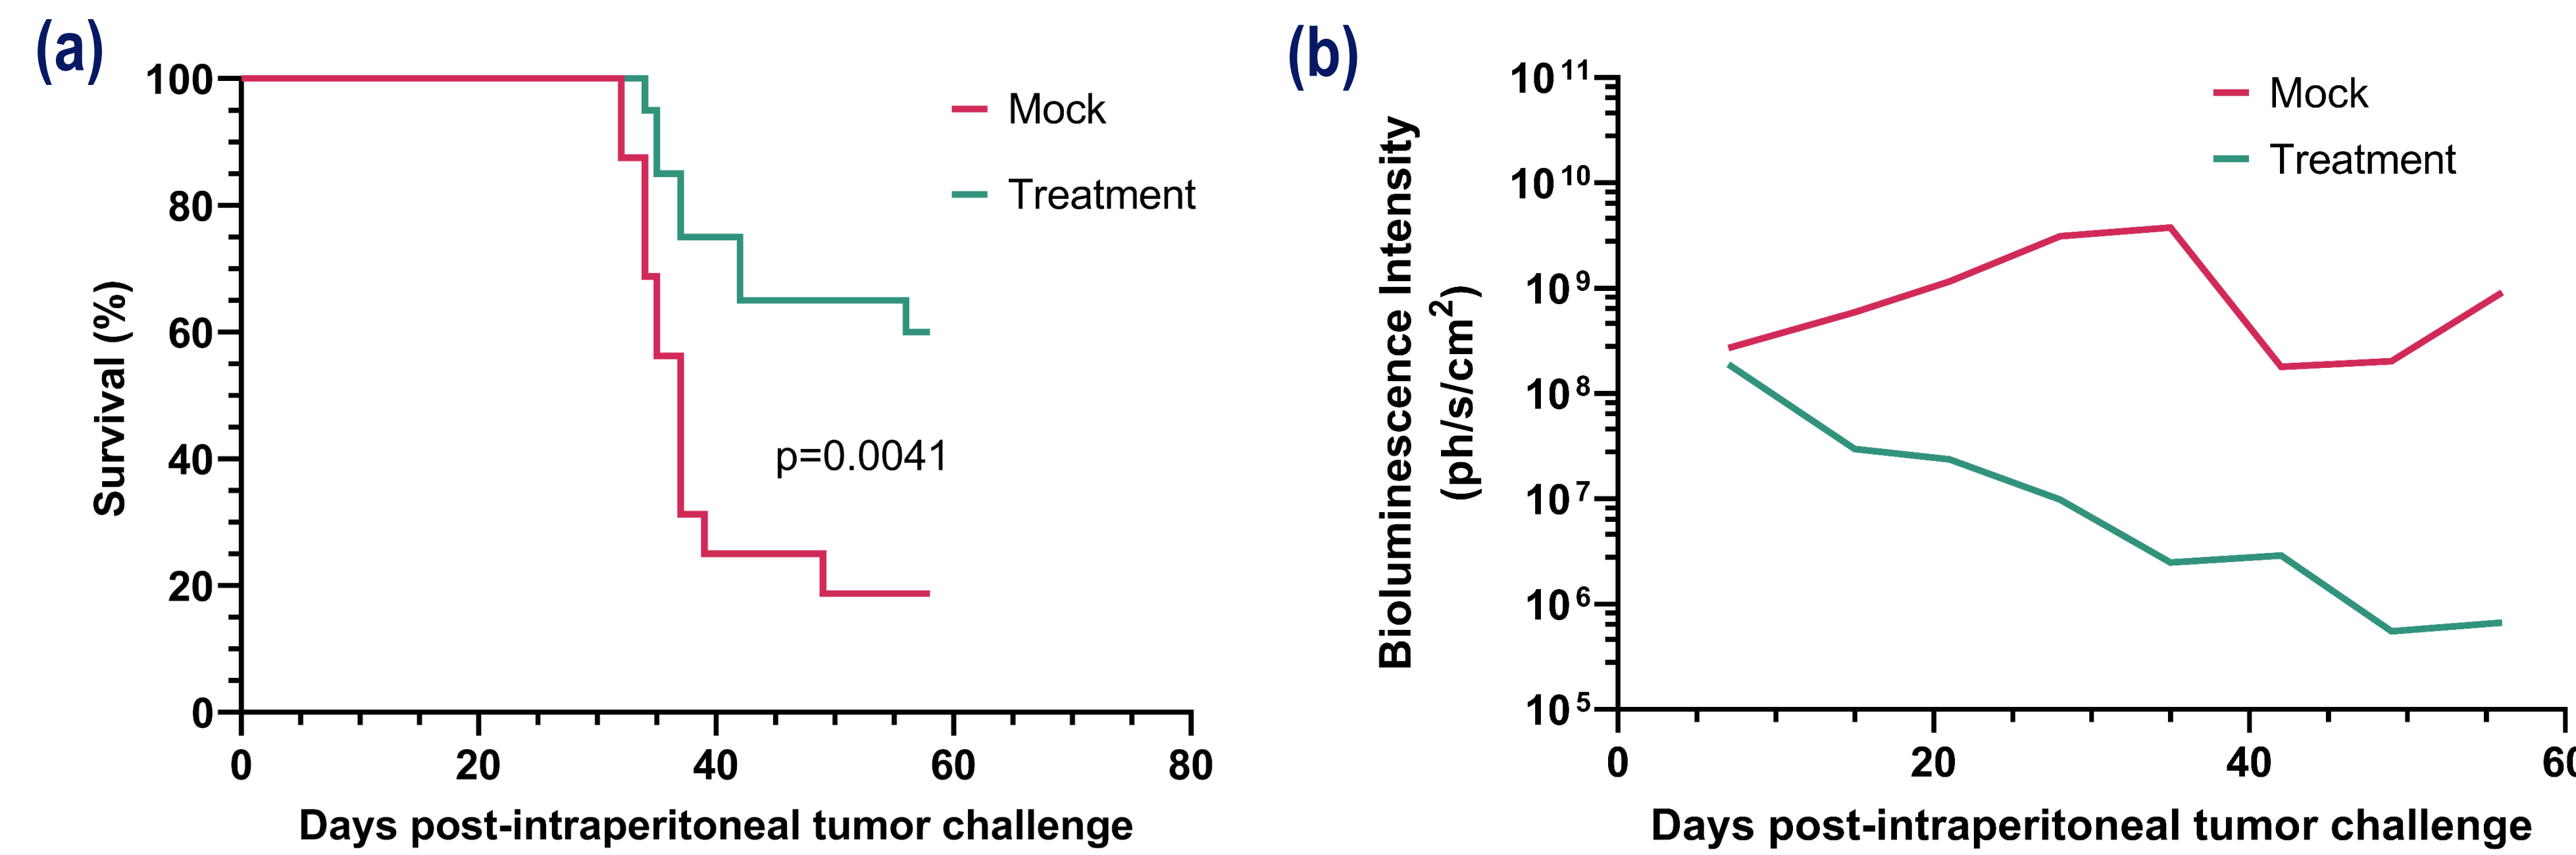 (a)
100
80
60
40
20
0
Survival (%)
Mock
Treatment
p=0.0041
0 20 40 60 80
Days post-intraperitoneal tumor challenge
(b)
10¹¹
10¹⁰
10⁹
10⁸
10⁷
10⁶
10⁵
Bioluminescence Intensity
(ph/s/cm²)
Mock
Treatment
0 20 40 60
Days post-intraperitoneal tumor challenge